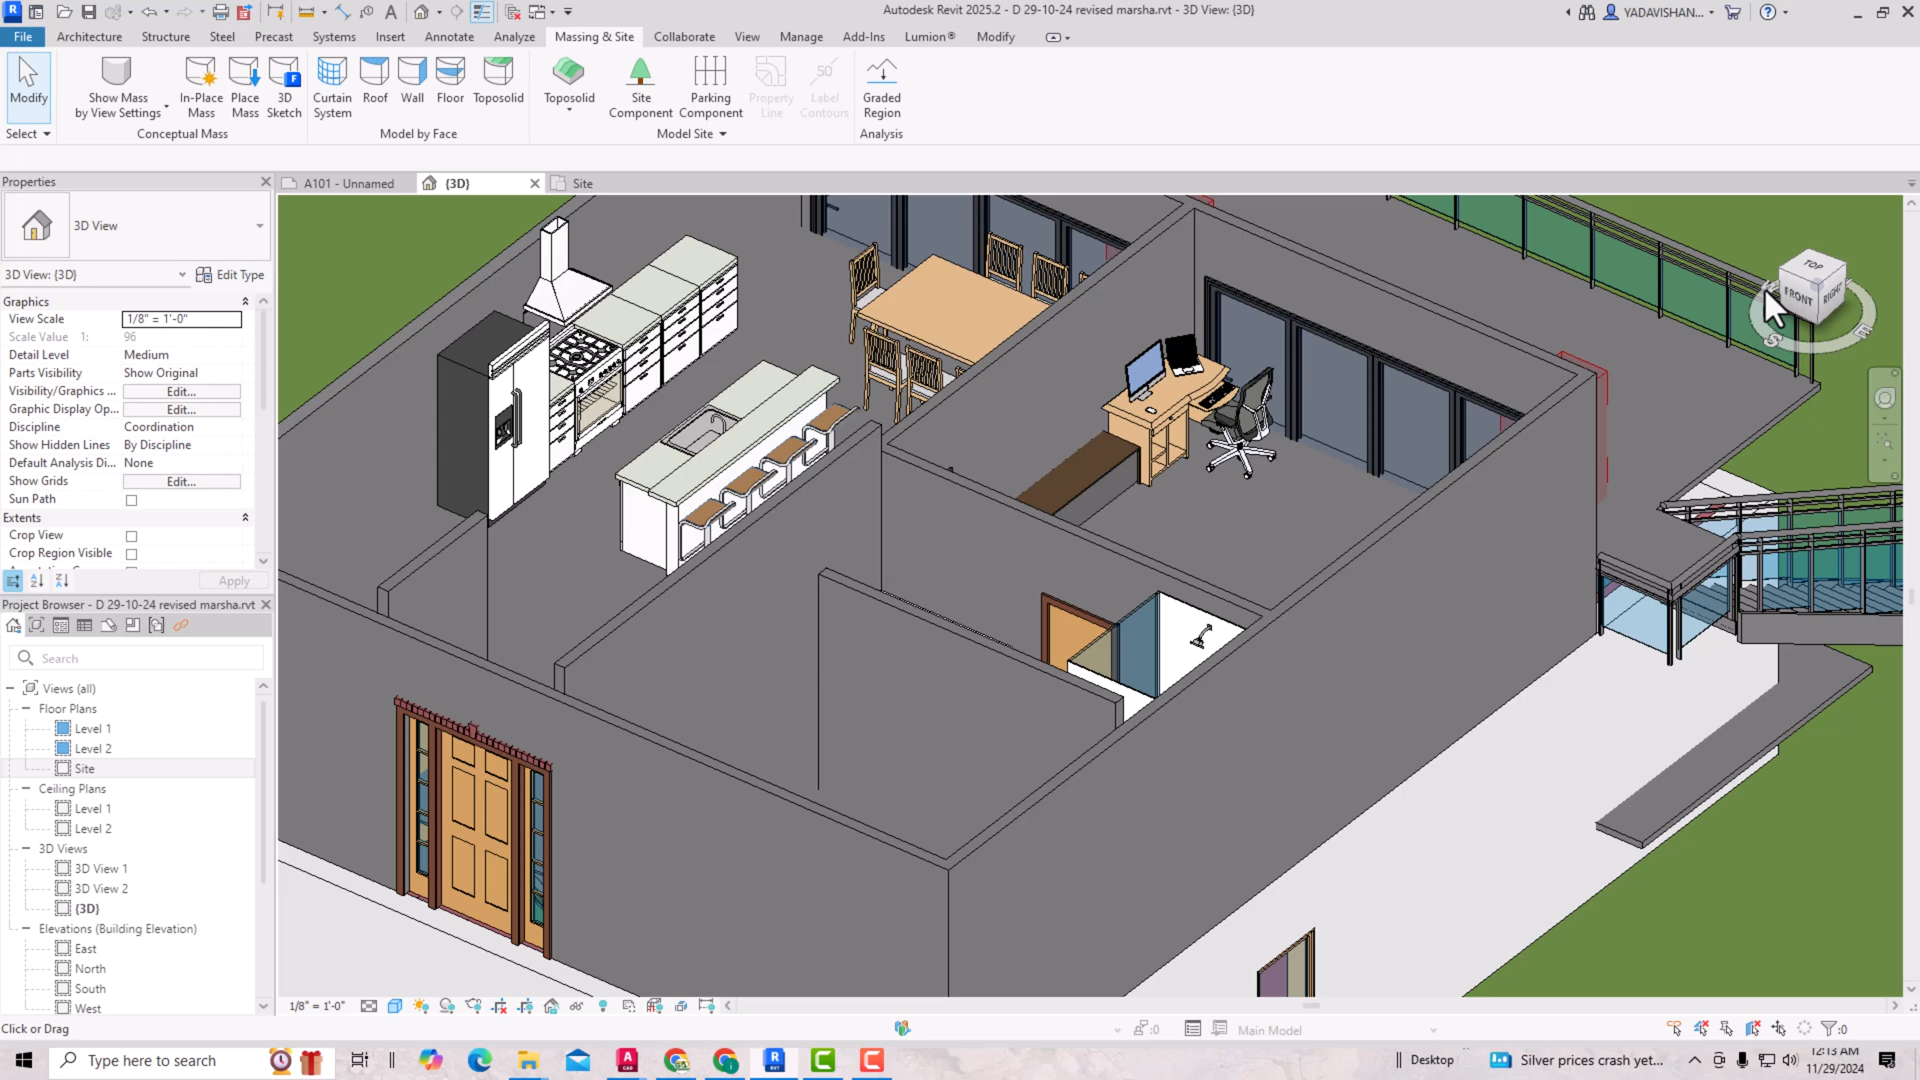 Autodesk Revit 2025.2 - D 29-10-24 revised marsha.rvt - 3D View: {3D}
YADAVISHAN...
File Architecture Structure Steel Precast Systems Insert Annotate Analyze Massing & Site Collaborate View Manage Add-Ins Lumion® Modify
Modify
Show Mass
by View Settings
In-Place
Mass
Place
Mass
3D
Sketch
Curtain
System
Roof
Wall
Floor
Toposolid
Toposolid
Site
Component
Parking
Component
Property
Line
Label
Contours
Graded
Region
Select
Conceptual Mass
Model by Face
Model Site
Analysis
Properties
A101 - Unnamed
{3D}
Site
3D View
3D View: {3D}
Edit Type
Graphics
View Scale 1/8" = 1'-0"
Scale Value 1: 96
Detail Level Medium
Parts Visibility Show Original
Visibility/Graphics ... Edit...
Graphic Display Op... Edit...
Discipline Coordination
Show Hidden Lines By Discipline
Default Analysis Di... None
Show Grids Edit...
Sun Path
Extents
Crop View
Crop Region Visible
Apply
Project Browser - D 29-10-24 revised marsha.rvt
Search
Views (all)
Floor Plans
Level 1
Level 2
Site
Ceiling Plans
Level 1
Level 2
3D Views
3D View 1
3D View 2
{3D}
Elevations (Building Elevation)
East
North
South
West
TOP
FRONT
RIGHT
S
1/8" = 1'-0"
Click or Drag
:0
Main Model
:0
Type here to search
Desktop
Silver prices crash yet...
12:13 AM
11/29/2024